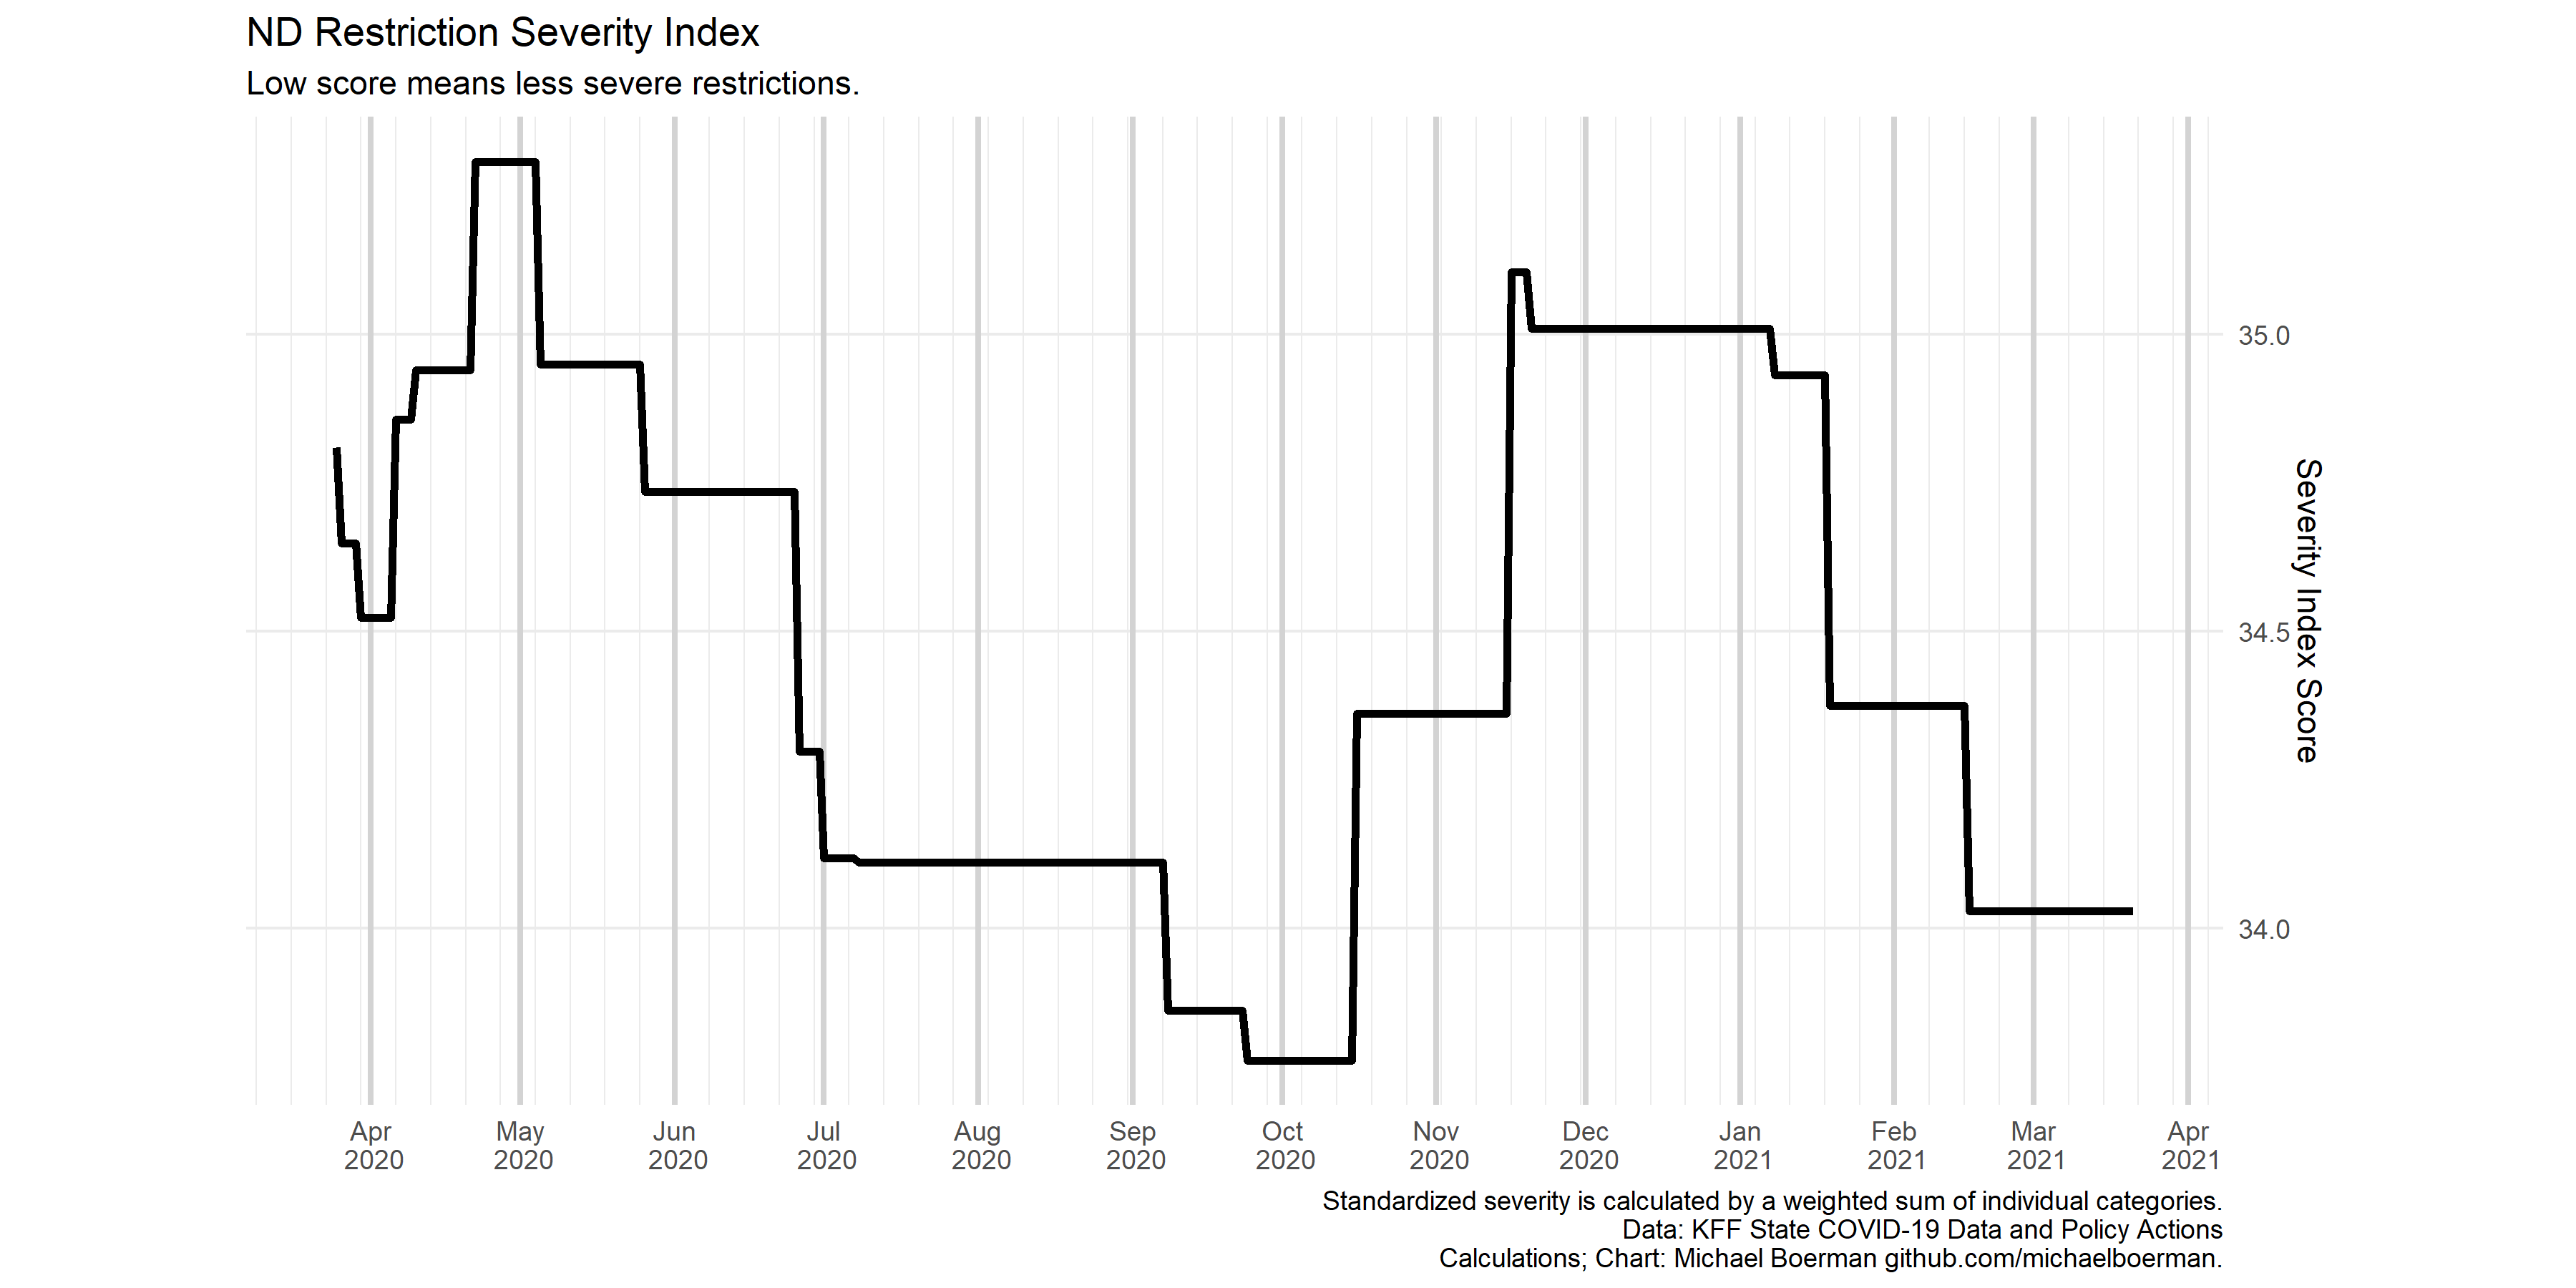 ND Restriction Severity Index
Low score means less severe restrictions.
35.0
34.5
34.0
Severity Index Score
Apr May Jun Jul Aug Sep Oct Nov Dec Jan Feb Mar Apr
2020 2020 2020 2020 2020 2020 2020 2020 2020 2021 2021 2021 2021
Standardized severity is calculated by a weighted sum of individual categories.
Data: KFF State COVID-19 Data and Policy Actions
Calculations; Chart: Michael Boerman github.com/michaelboerman.